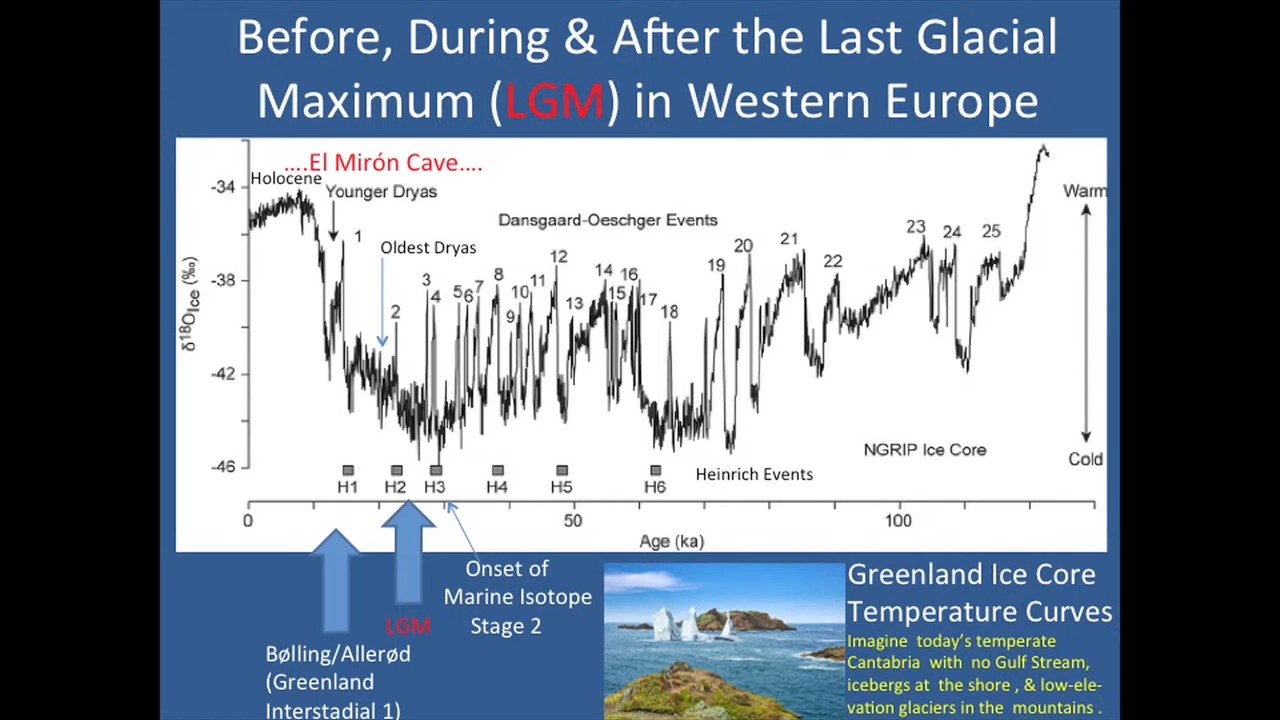 Before, During & After the Last Glacial
Maximum (LGM) in Western Europe
....El Mirón Cave....
Holocene
Younger Dryas
Warm
-34
Dansgaard-Oeschger Events
1
Oldest Dryas
2
3
4
5
6
7
8
9
10
11
12
13
14
15
16
17
18
19
20
21
22
23
24
25
-38
δ18OIce (‰)
-42
-46
NGRIP Ice Core
Cold
H1
H2
H3
H4
H5
H6
Heinrich Events
0
50
100
Age (ka)
Onset of
Marine Isotope
Stage 2
LGM
Bølling/Allerød
(Greenland
Interstadial 1)
Greenland Ice Core
Temperature Curves
Imagine today's temperate
Cantabria with no Gulf Stream,
icebergs at the shore , & low-ele-
vation glaciers in the mountains .